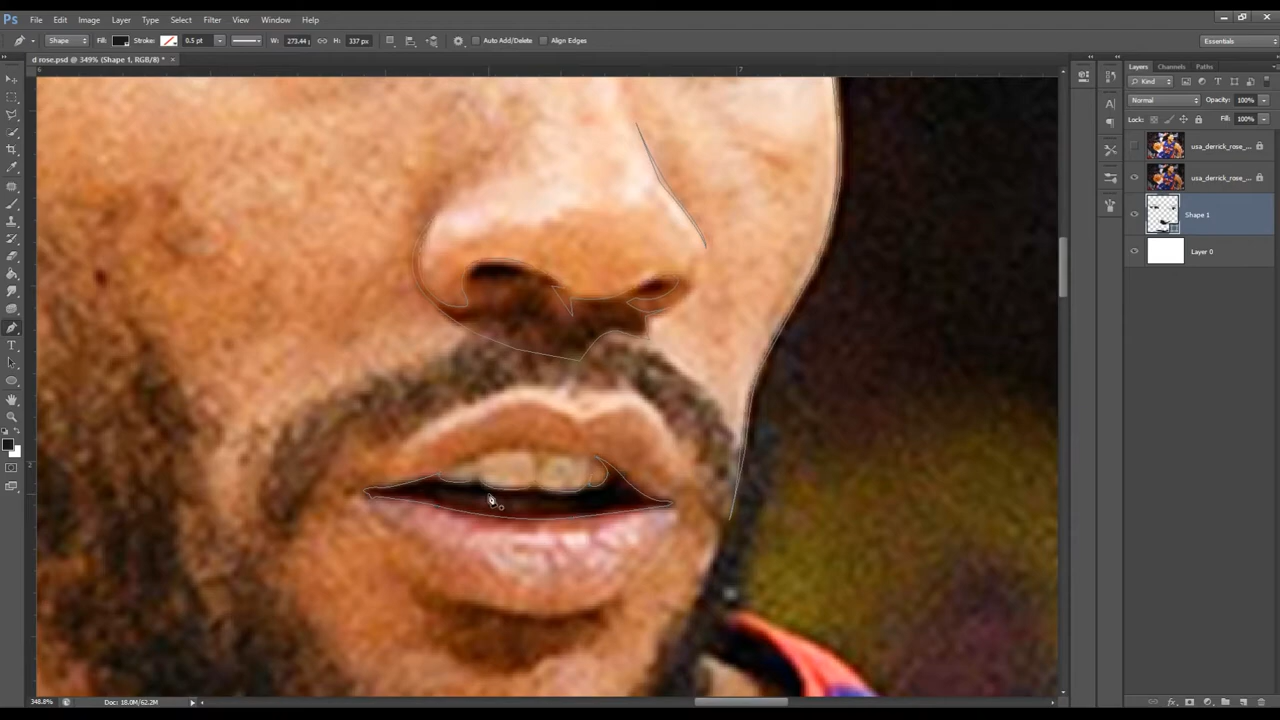 Ps File Edit Image Layer Type Select Filter View Window Help
Shape Fill: Stroke: 0.5 pt W: 273.44 H: 337 px Auto Add/Delete Align Edges Essentials
d rose.psd @ 349% (Shape 1, RGB/8) * ×
6 7
2
Layers Channels Paths
Kind T
Normal Opacity: 100%
Lock: Fill: 100%
usa_derrick_rose_...
usa_derrick_rose_...
Shape 1
Layer 0
348.8% Doc: 18.0M/62.2M